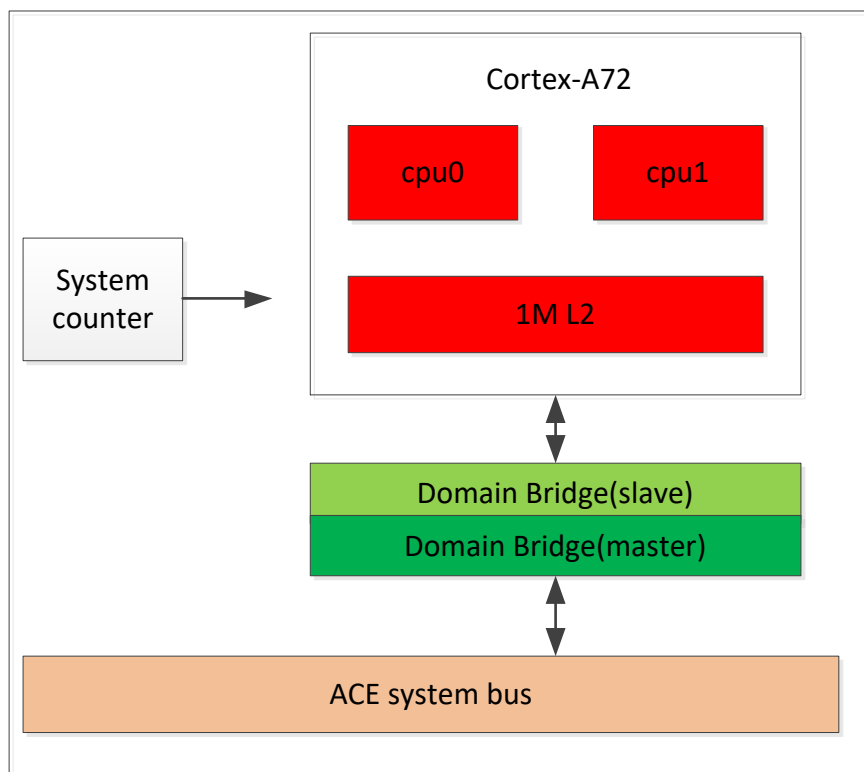 Cortex-A72
cpu0
cpu1
System
counter
1M L2
Domain Bridge(slave)
Domain Bridge(master)
ACE system bus